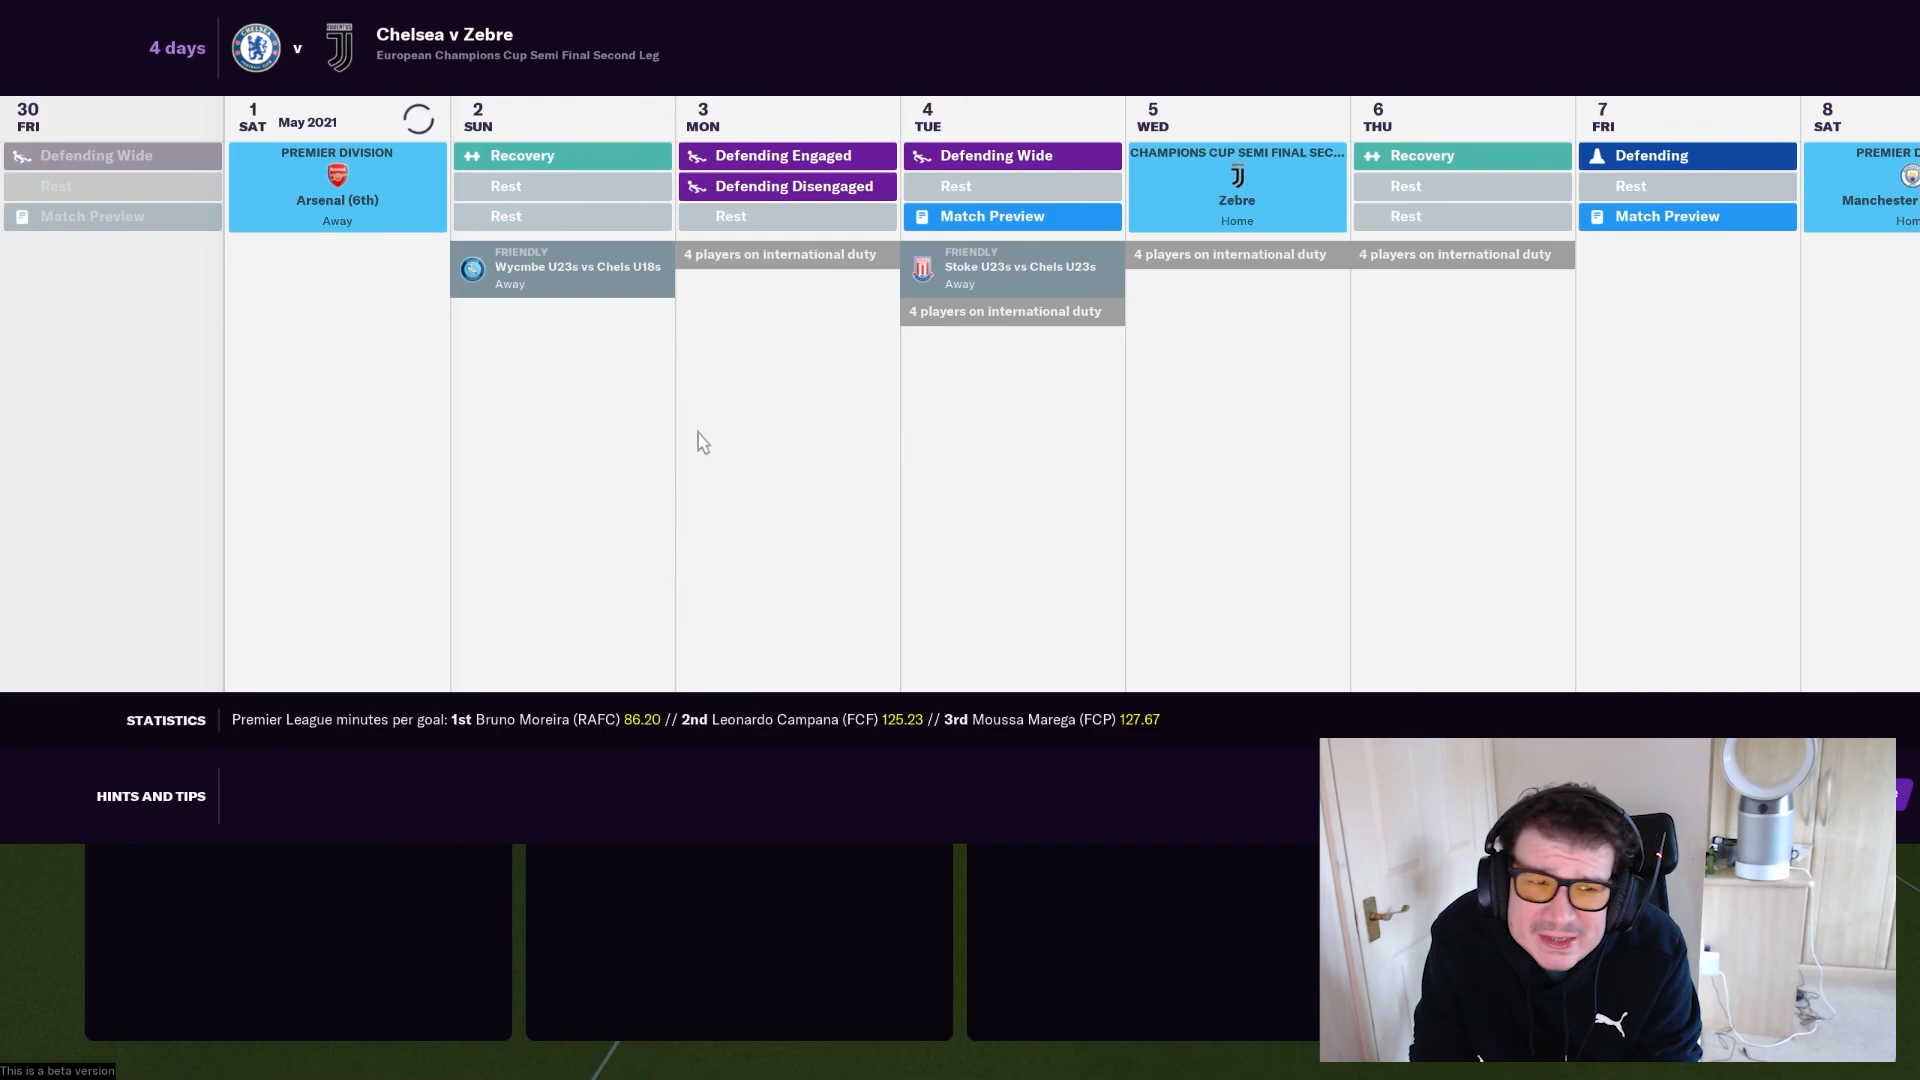 4 days
v
Chelsea v Zebre
European Champions Cup Semi Final Second Leg
30
FRI
Defending Wide
Rest
Match Preview
1
SAT May 2021
PREMIER DIVISION
Arsenal (6th)
Away
2
SUN
Recovery
Rest
Rest
FRIENDLY
Wycmbe U23s vs Chels U18s
Away
3
MON
Defending Engaged
Defending Disengaged
Rest
4 players on international duty
4
TUE
Defending Wide
Rest
Match Preview
FRIENDLY
Stoke U23s vs Chels U23s
Away
4 players on international duty
5
WED
CHAMPIONS CUP SEMI FINAL SEC...
Zebre
Home
4 players on international duty
6
THU
Recovery
Rest
Rest
4 players on international duty
7
FRI
Defending
Rest
Match Preview
8
SAT
PREMIER D
Manchester
Hom
STATISTICS
Premier League minutes per goal: 1st Bruno Moreira (RAFC) 86.20 // 2nd Leonardo Campana (FCF) 125.23 // 3rd Moussa Marega (FCP) 127.67
HINTS AND TIPS
This is a beta version